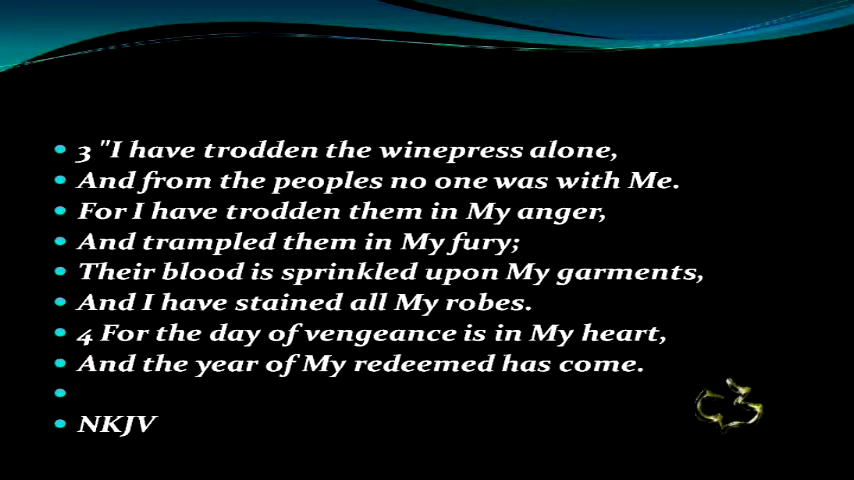 3 "I have trodden the winepress alone,
And from the peoples no one was with Me.
For I have trodden them in My anger,
And trampled them in My fury;
Their blood is sprinkled upon My garments,
And I have stained all My robes.
4 For the day of vengeance is in My heart,
And the year of My redeemed has come.
NKJV